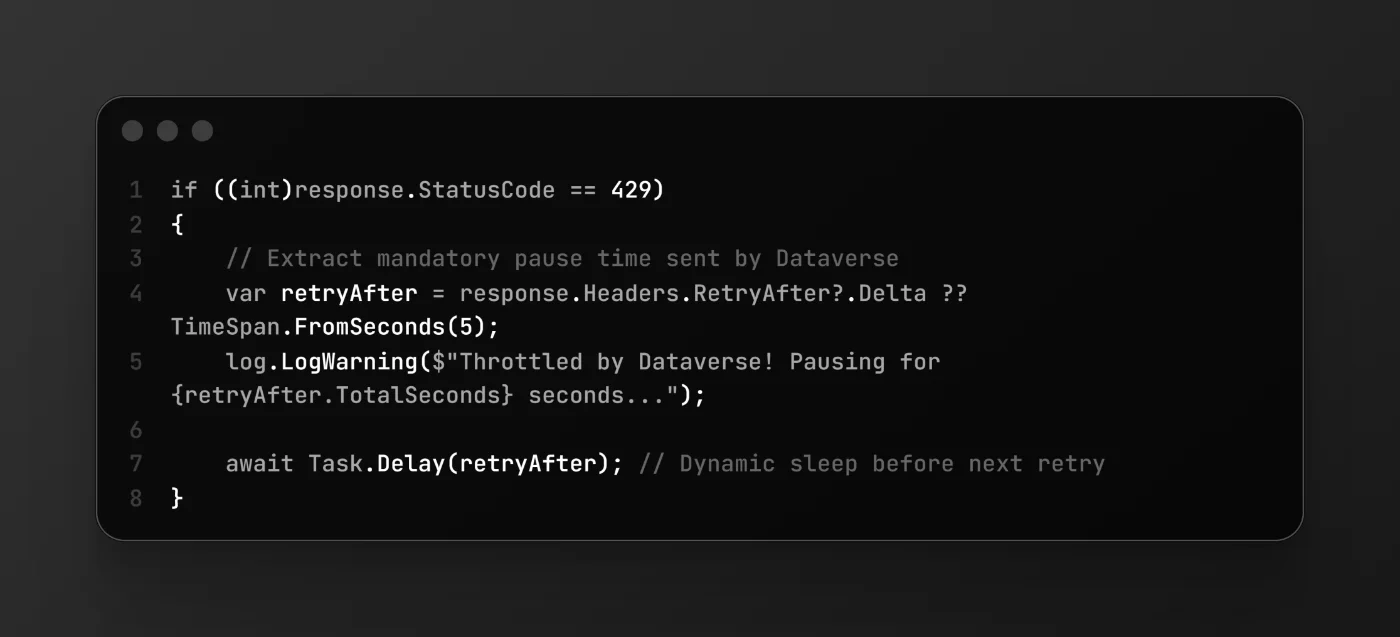 1 if ((int)response.StatusCode == 429)
2 {
3     // Extract mandatory pause time sent by Dataverse
4     var retryAfter = response.Headers.RetryAfter?.Delta ??
TimeSpan.FromSeconds(5);
5     log.LogWarning($"Throttled by Dataverse! Pausing for
{retryAfter.TotalSeconds} seconds...");
6
7     await Task.Delay(retryAfter); // Dynamic sleep before next retry
8 }